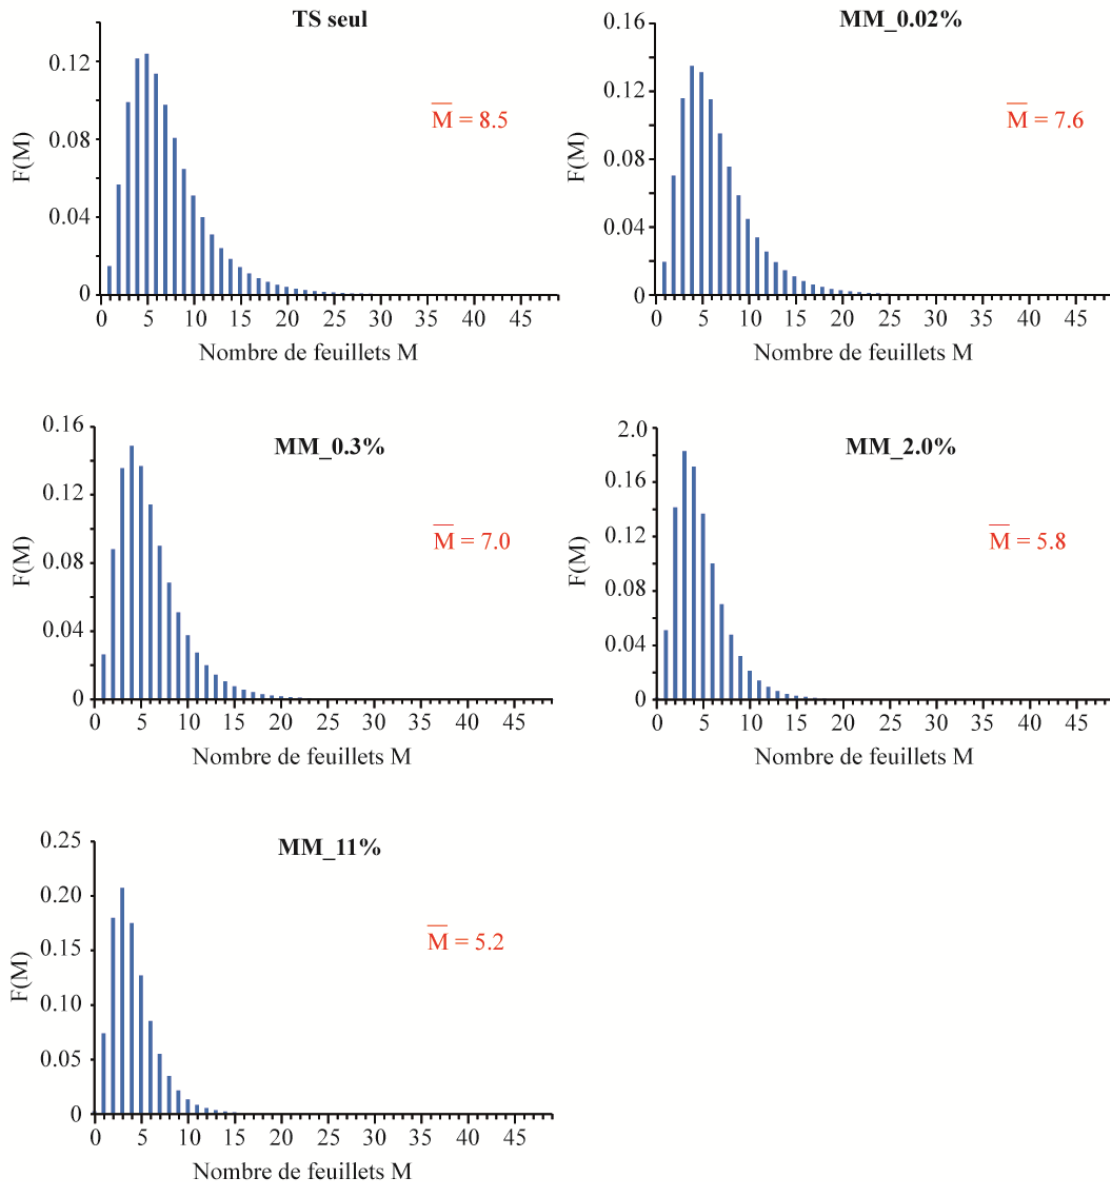 TS seul
0.12
0.08
0.04
0
F(M)
M = 8.5
0 5 10 15 20 25 30 35 40 45
Nombre de feuillets M
MM_0.02%
0.16
0.12
0.08
0.04
0
F(M)
M = 7.6
0 5 10 15 20 25 30 35 40 45
Nombre de feuillets M
MM_0.3%
0.16
0.12
0.08
0.04
0
F(M)
M = 7.0
0 5 10 15 20 25 30 35 40 45
Nombre de feuillets M
MM_2.0%
2.0
0.16
0.12
0.08
0.04
0
F(M)
M = 5.8
0 5 10 15 20 25 30 35 40 45
Nombre de feuillets M
MM_11%
0.25
0.20
0.15
0.10
0.05
0
F(M)
M = 5.2
0 5 10 15 20 25 30 35 40 45
Nombre de feuillets M